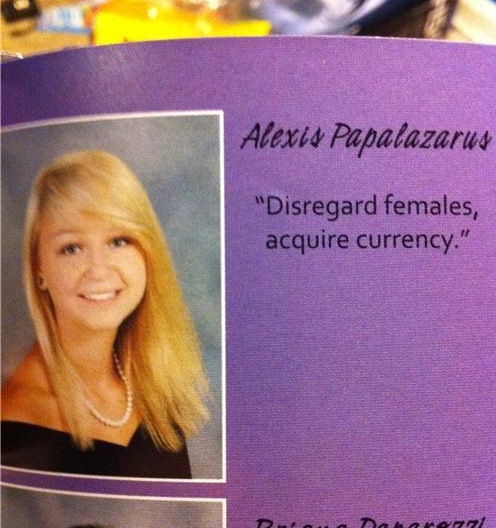 Alexis Papalazarus
“Disregard females,
acquire currency.”